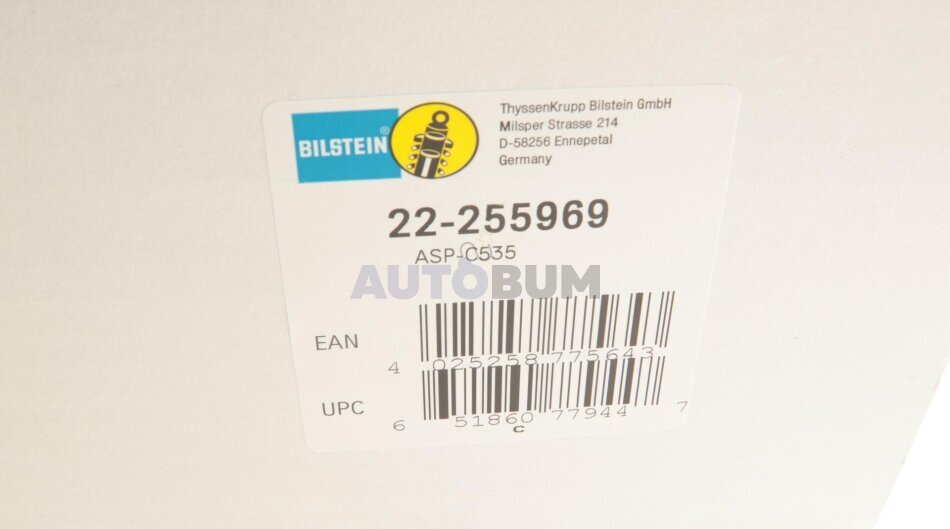 BILSTEIN®
ThyssenKrupp Bilstein GmbH
Milsper Strasse 214
D-58256 Ennepetal
Germany
22-255969
ASP-C535
AUTOBUM
EAN
4 025258 775643
UPC
6 51860 77944 7
C